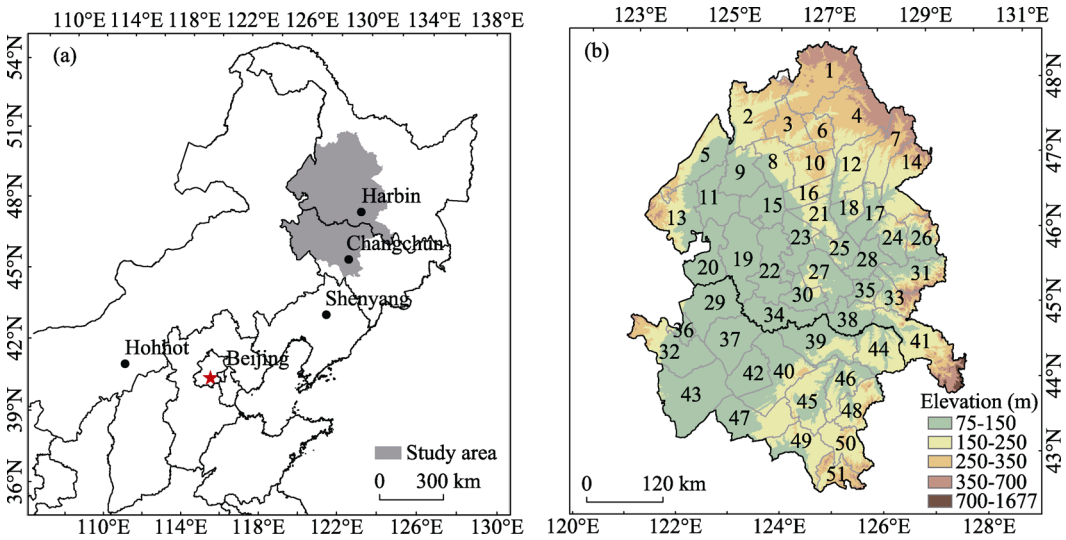 110°E 114°E 118°E 122°E 126°E 130°E 134°E 138°E
123°E 125°E 127°E 129°E 131°E
(a)
54°N
51°N
48°N
45°N
42°N
39°N
36°N
Harbin
Changchun
Shenyang
Hohhot
Beijing
Study area
0 300 km
110°E 114°E 118°E 122°E 126°E 130°E
(b)
48°N
47°N
46°N
45°N
44°N
43°N
1
2 3 4
6
7
5 8 10 12 14
9
11 15 16
13 21 18 17
23 24 26
25
20 19 22 27 28 31
29 30 35 33
34 38
36 37 39 41
32 44
42 40 46
43 45 48
47 49 50
51
Elevation (m)
75-150
150-250
250-350
350-700
700-1677
0 120 km
120°E 122°E 124°E 126°E 128°E